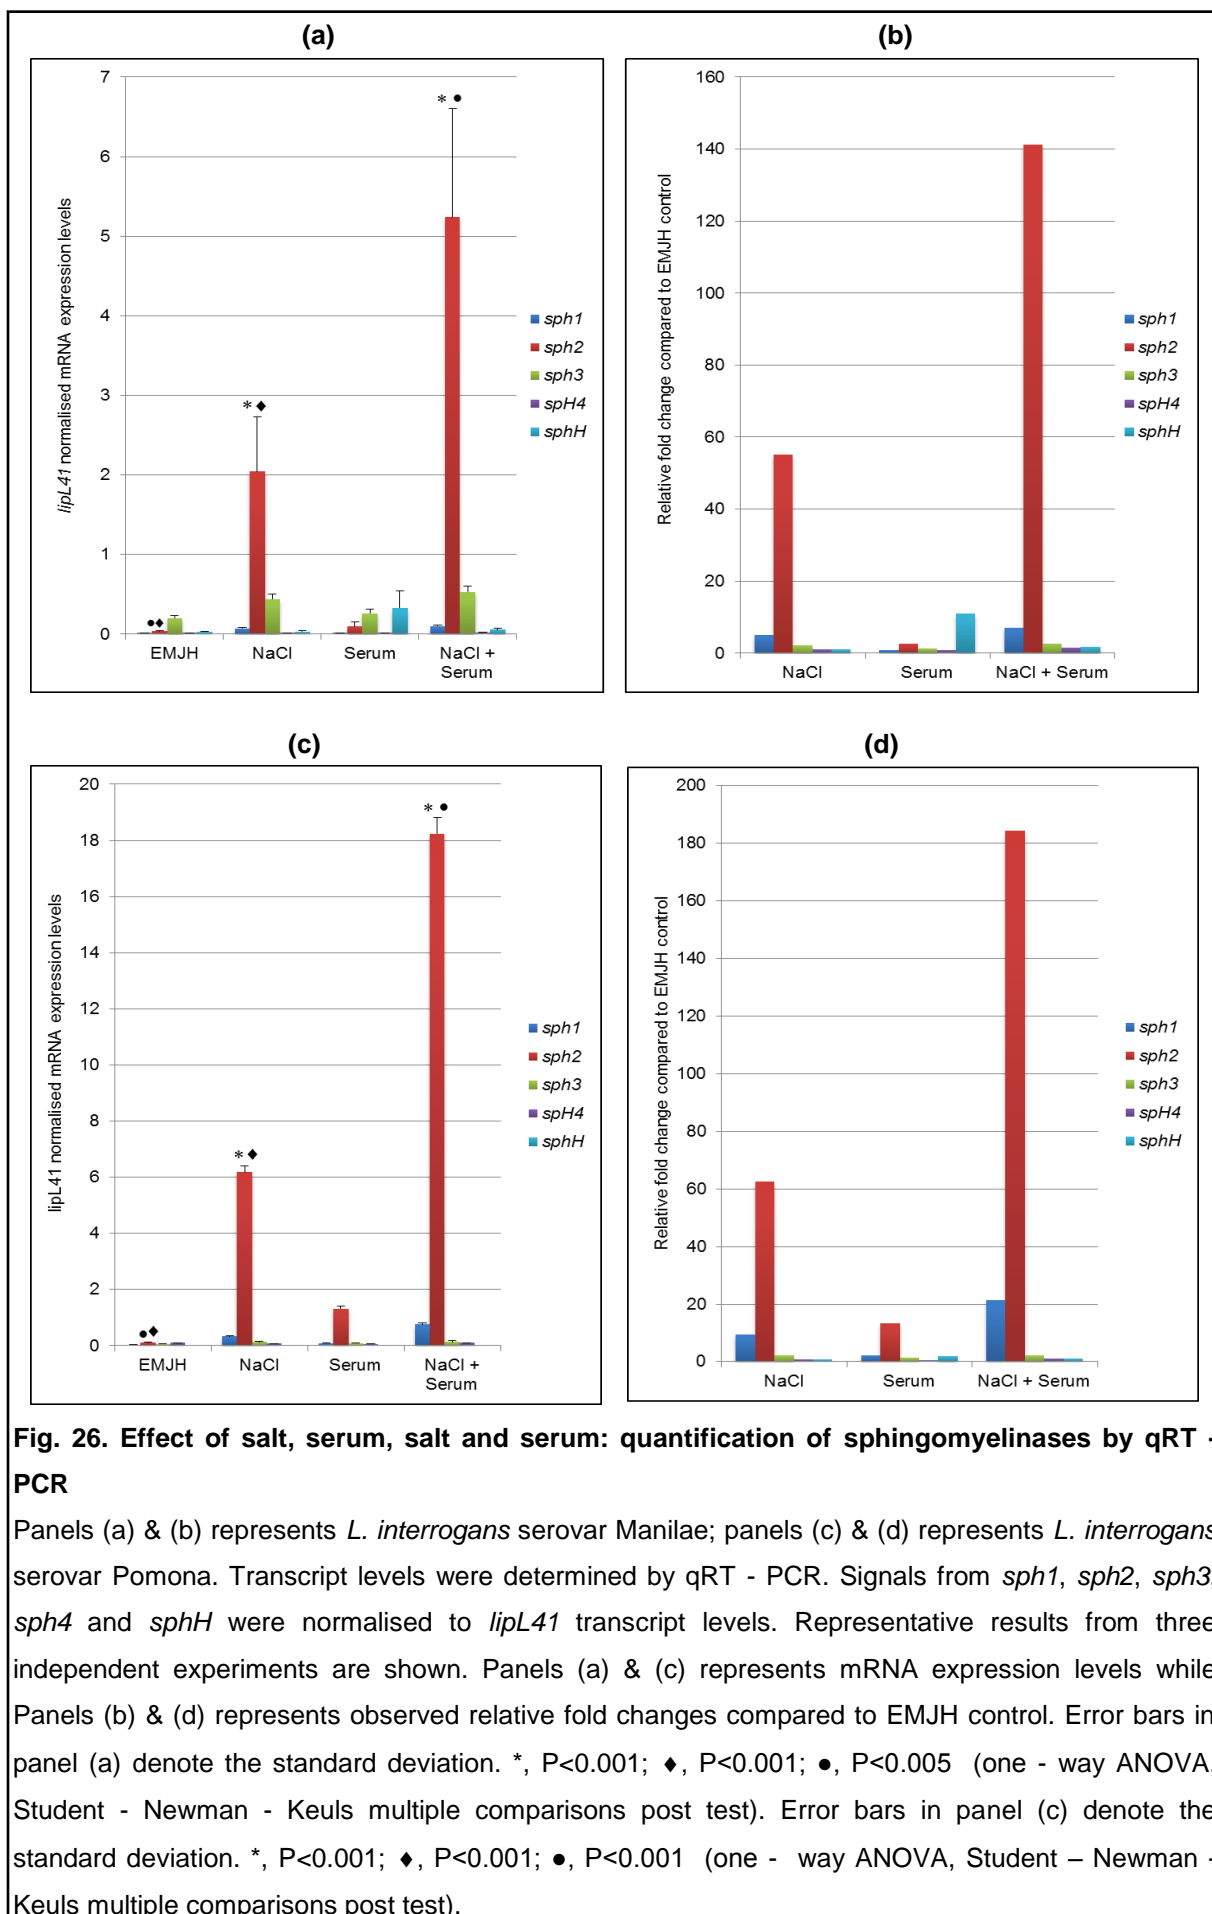 (a)
7
6
5
4
3
2
1
0
lipL41 normalised mRNA expression levels
* ●
* ♦
●♦
EMJH
NaCl
Serum
NaCl +
Serum
sph1
sph2
sph3
spH4
sphH
(b)
160
140
120
100
80
60
40
20
0
Relative fold change compared to EMJH control
NaCl
Serum
NaCl + Serum
sph1
sph2
sph3
spH4
sphH
(c)
20
18
16
14
12
10
8
6
4
2
0
lipL41 normalised mRNA expression levels
* ●
* ♦
●♦
EMJH
NaCl
Serum
NaCl +
Serum
sph1
sph2
sph3
spH4
sphH
(d)
200
180
160
140
120
100
80
60
40
20
0
Relative fold change compared to EMJH control
NaCl
Serum
NaCl + Serum
sph1
sph2
sph3
spH4
sphH
Fig. 26. Effect of salt, serum, salt and serum: quantification of sphingomyelinases by qRT -
PCR
Panels (a) & (b) represents L. interrogans serovar Manilae; panels (c) & (d) represents L. interrogans
serovar Pomona. Transcript levels were determined by qRT - PCR. Signals from sph1, sph2, sph3,
sph4 and sphH were normalised to lipL41 transcript levels. Representative results from three
independent experiments are shown. Panels (a) & (c) represents mRNA expression levels while
Panels (b) & (d) represents observed relative fold changes compared to EMJH control. Error bars in
panel (a) denote the standard deviation. *, P<0.001; ♦, P<0.001; ●, P<0.005 (one - way ANOVA,
Student - Newman - Keuls multiple comparisons post test). Error bars in panel (c) denote the
standard deviation. *, P<0.001; ♦, P<0.001; ●, P<0.001 (one - way ANOVA, Student – Newman -
Keuls multiple comparisons post test).